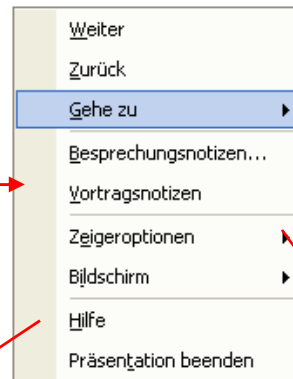 Weiter
Zurück
Gehe zu
Besprechungsnotizen...
Vortragsnotizen
Zeigeroptionen
Bildschirm
Hilfe
Präsentation beenden